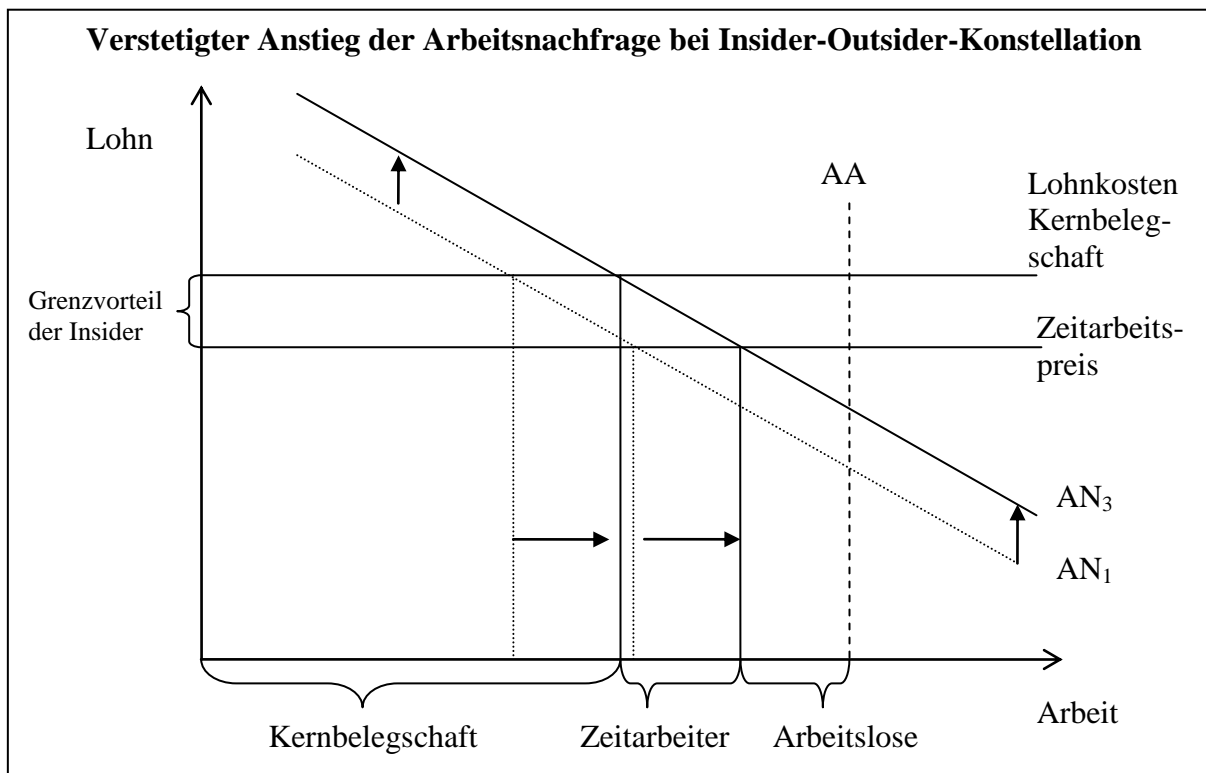 Verstetigter Anstieg der Arbeitsnachfrage bei Insider-Outsider-Konstellation
Lohn
AA
Lohnkosten
Kernbeleg-
schaft
Grenzvorteil
der Insider
Zeitarbeits-
preis
AN₃
AN₁
Arbeit
Kernbelegschaft
Zeitarbeiter
Arbeitslose